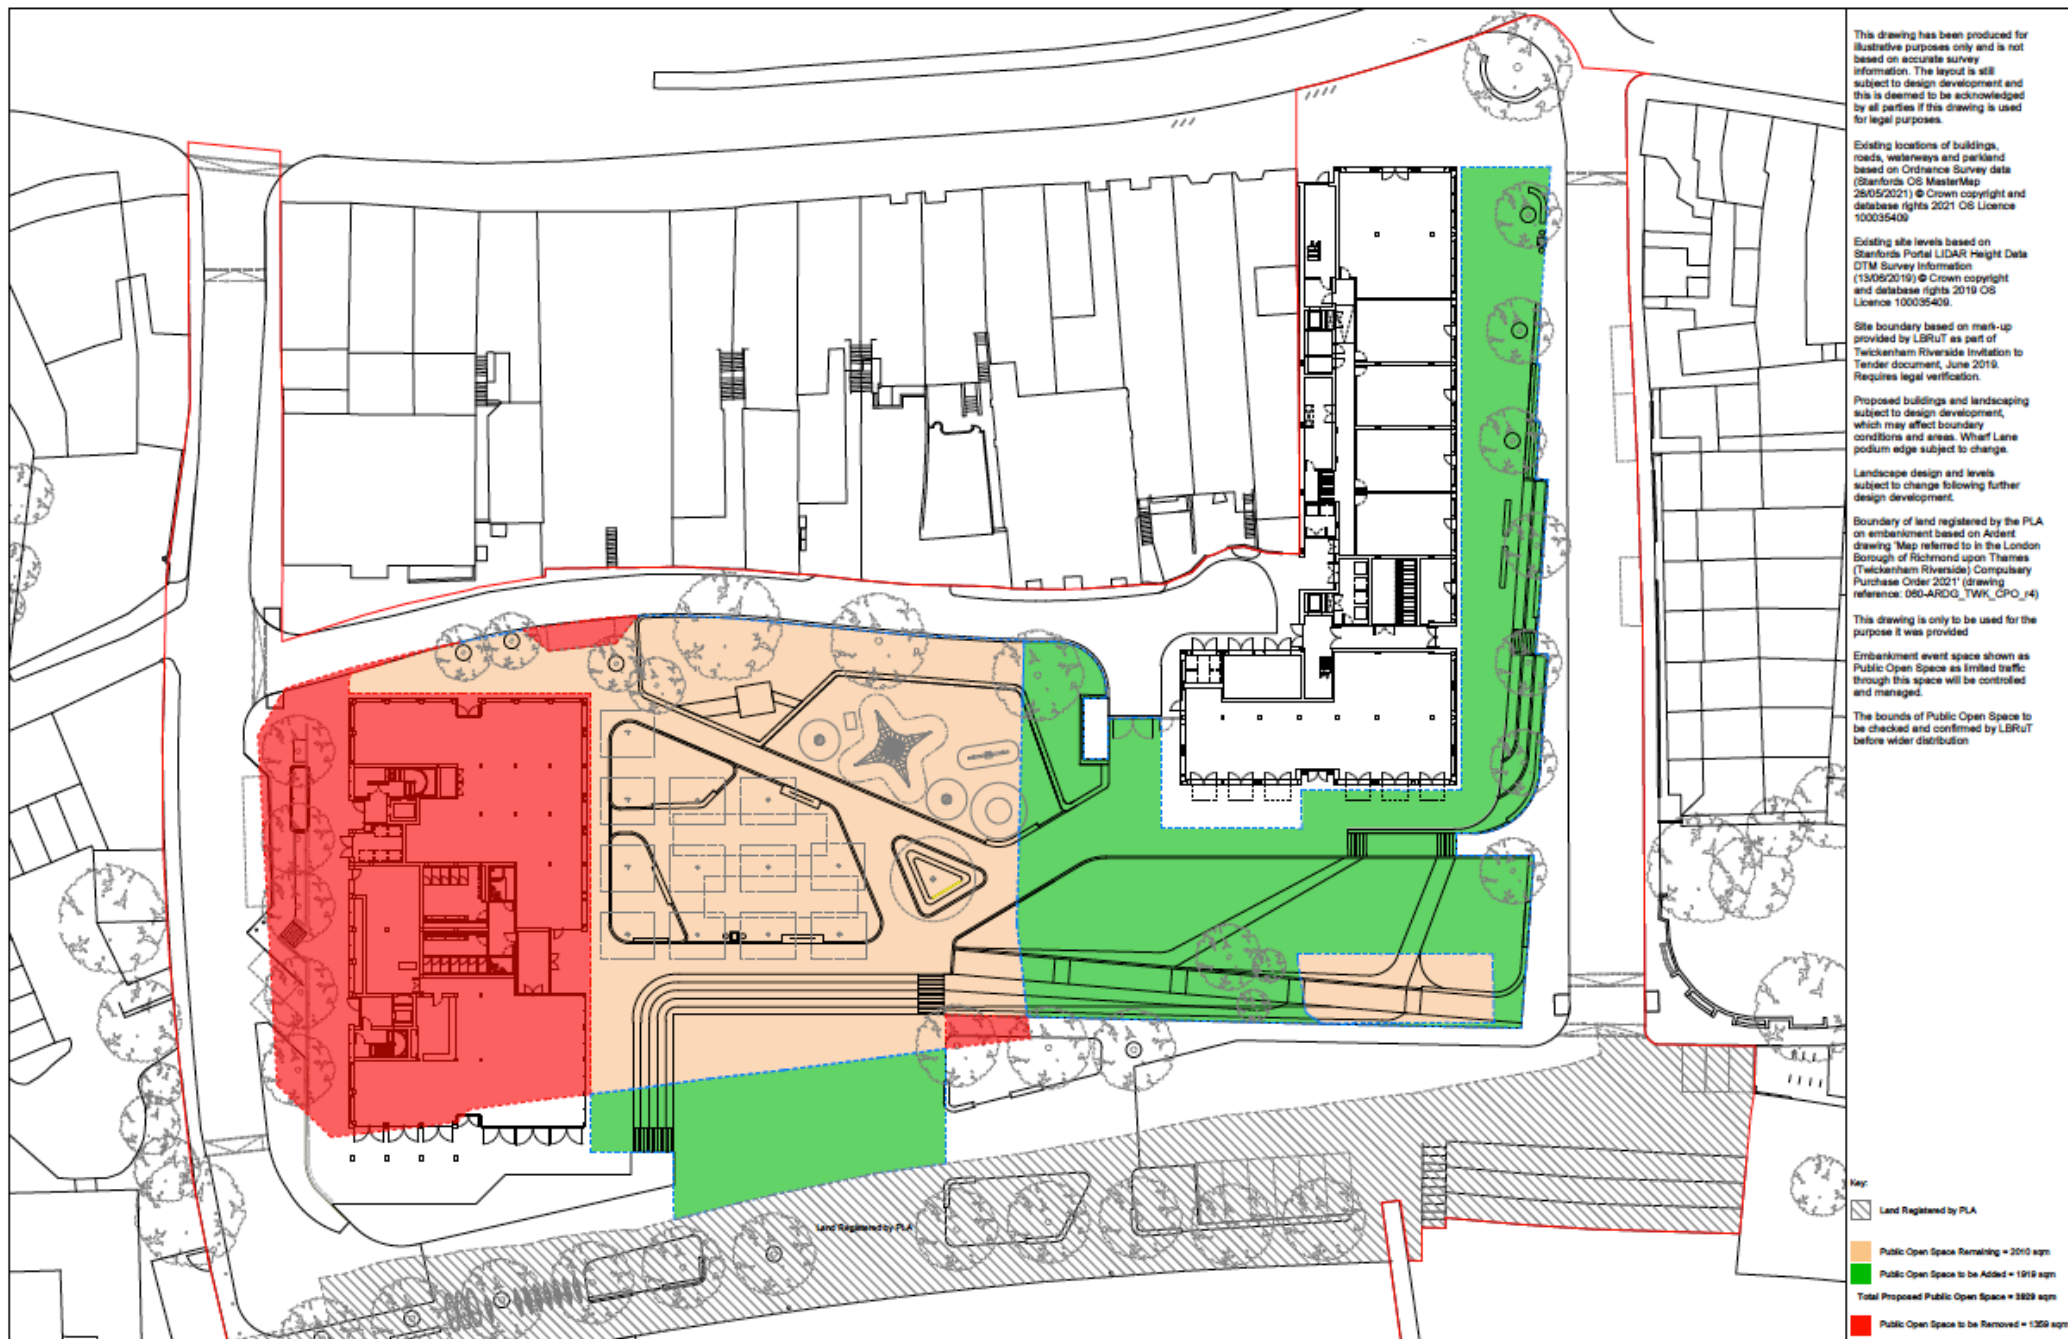 This drawing has been produced for
illustrative purposes only and is not
based on accurate survey
information. The layout is still
subject to design development and
this is deemed to be acknowledged
by all parties if this drawing is used
for legal purposes.
Existing locations of buildings,
roads, waterways and parkland
based on Ordnance Survey data
(Stanfords OS MasterMap
28/05/2021) © Crown copyright and
database rights 2021 OS Licence
100035409
Existing site levels based on
Stanfords Portal LIDAR Height Data
DTM Survey Information
(13/06/2019) © Crown copyright
and database rights 2019 OS
Licence 100035409.
Site boundary based on mark-up
provided by LBRuT as part of
Twickenham Riverside Invitation to
Tender document, June 2019.
Requires legal verification.
Proposed buildings and landscaping
subject to design development,
which may affect boundary
conditions and areas. Wharf Lane
podium edge subject to change.
Landscape design and levels
subject to change following further
design development.
Boundary of land registered by the PLA
on embankment based on Ardent
drawing 'Map referred to in the London
Borough of Richmond upon Thames
(Twickenham Riverside) Compulsary
Purchase Order 2021' (drawing
reference: 060-ARDG_TWK_CPO_r4)
This drawing is only to be used for the
purpose it was provided
Embankment event space shown as
Public Open Space as limited traffic
through this space will be controlled
and managed.
The bounds of Public Open Space to
be checked and confirmed by LBRuT
before wider distribution
Land Registered by PLA
Key:
Land Registered by PLA
Public Open Space Remaining = 2010 sqm
Public Open Space to be Added = 1919 sqm
Total Proposed Public Open Space = 3929 sqm
Public Open Space to be Removed = 1359 sqm